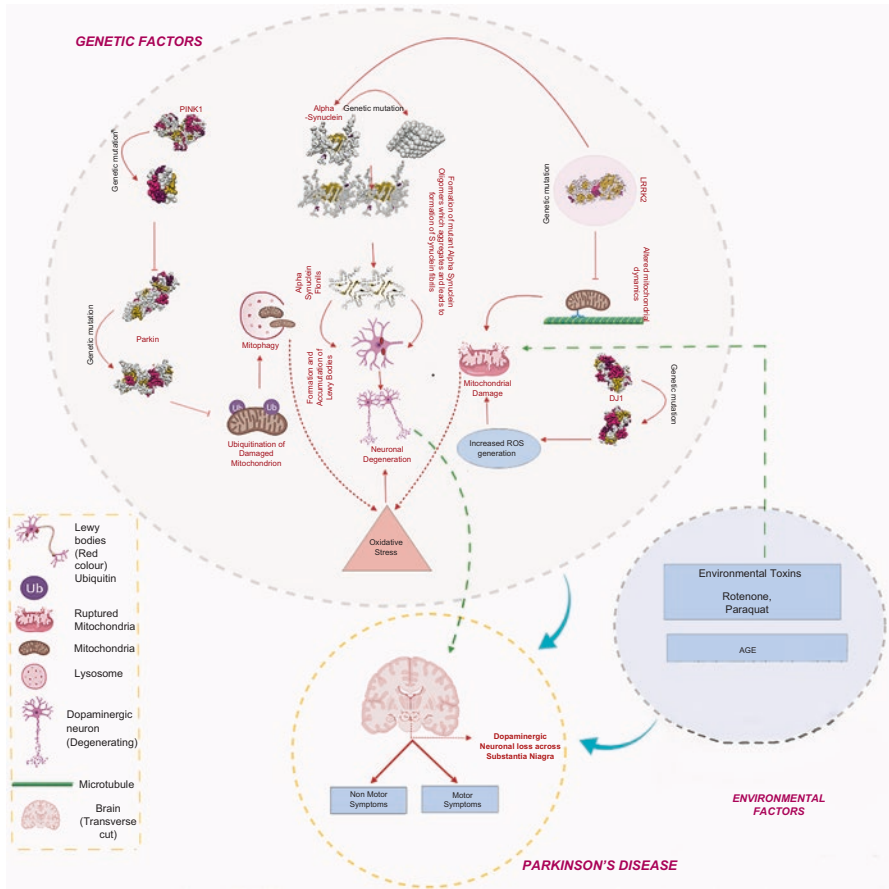 GENETIC FACTORS
PINK1
Genetic mutation
Parkin
Genetic mutation
Ub
Ub
Ubiquitination of
Damaged
Mitochondrion
Mitophagy
Alpha
-Synuclein
Genetic mutation
Formation of mutant Alpha Synuclein
Oligomers which aggregates and leads to
formation of Synuclein fibrils
Alpha
Synuclein
Fibrils
Formation and
Accumutation of
Lewy Bodies
Neuronal
Degeneration
Oxidative
Stress
Genetic mutation
LRRK2
Altered mitochondrial
dynamics
Mitochondrial
Damage
DJ1
Genetic mutation
Increased ROS
generation
Lewy
bodies
(Red
colour)
Ub
Ubiquitin
Ruptured
Mitochondria
Mitochondria
Lysosome
Dopaminergic
neuron
(Degenerating)
Microtubule
Brain
(Transverse
cut)
Environmental Toxins
Rotenone,
Paraquat
AGE
ENVIRONMENTAL
FACTORS
Dopaminergic
Neuronal loss across
Substantia Niagra
Non Motor
Symptoms
Motor
Symptoms
PARKINSON'S DISEASE